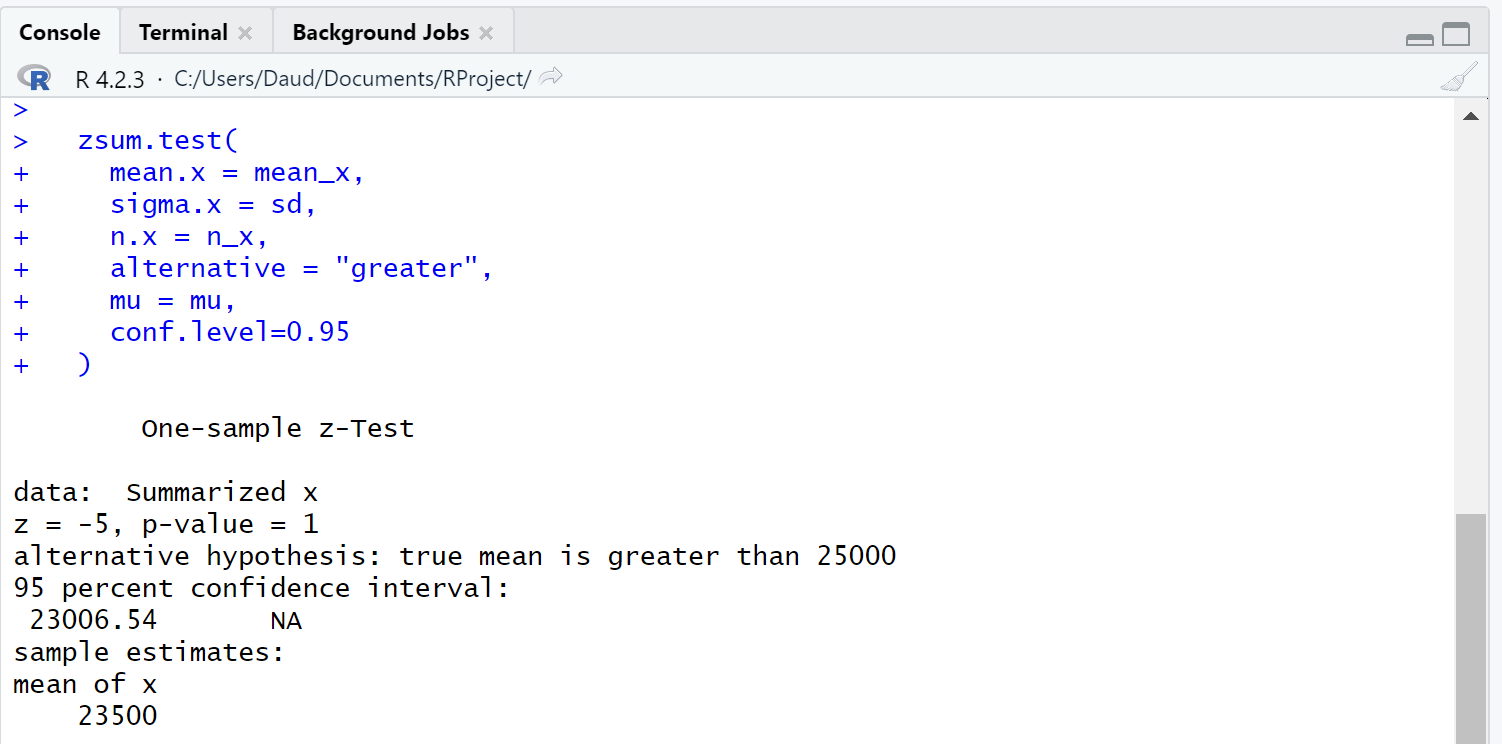 Console Terminal Background Jobs
R R 4.2.3 · C:/Users/Daud/Documents/RProject/
>
> zsum.test(
+ mean.x = mean_x,
+ sigma.x = sd,
+ n.x = n_x,
+ alternative = "greater",
+ mu = mu,
+ conf.level=0.95
+ )
One-sample z-Test
data:  Summarized x
z = -5, p-value = 1
alternative hypothesis: true mean is greater than 25000
95 percent confidence interval:
23006.54 NA
sample estimates:
mean of x
23500